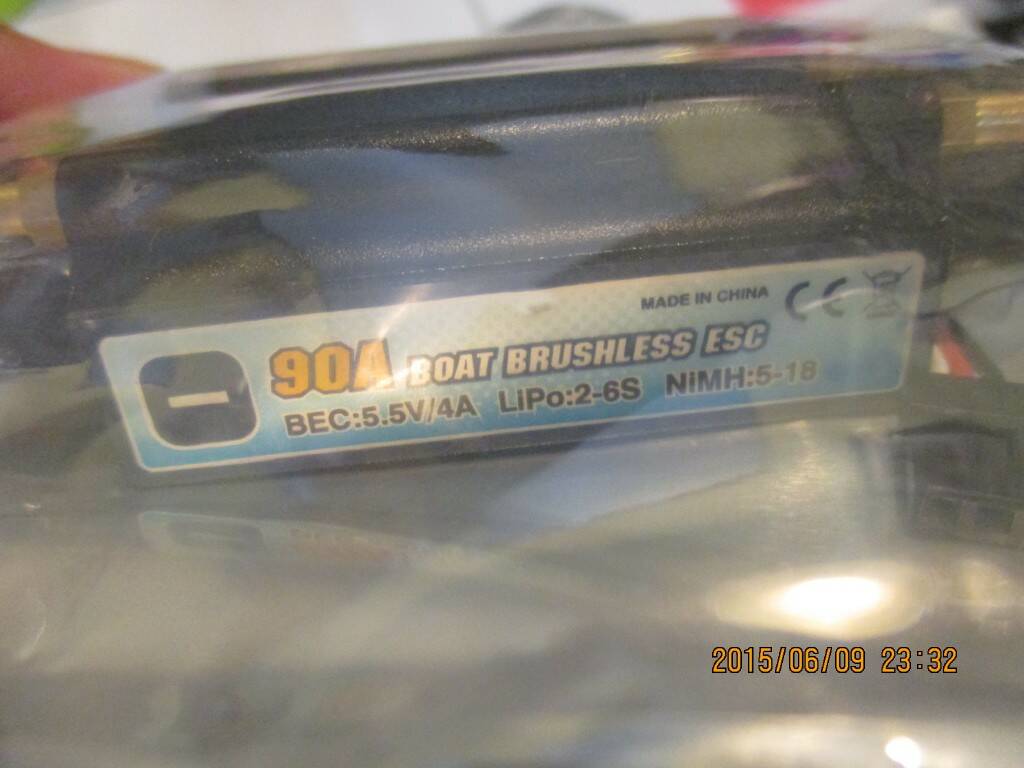 MADE IN CHINA CE
90A BOAT BRUSHLESS ESC
BEC:5.5V/4A LiPo:2-6S NiMH:5-18
2015/06/09 23:32